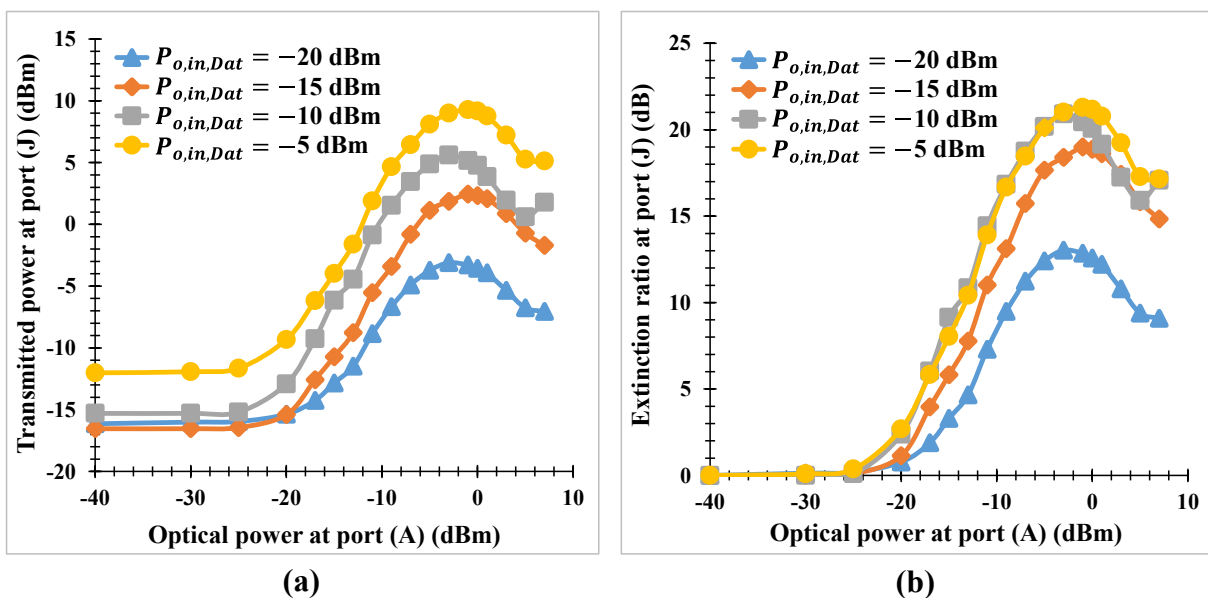 Transmitted power at port (J) (dBm)
15
10
5
0
-5
-10
-15
-20
P_{o,in,Dat} = −20 dBm
P_{o,in,Dat} = −15 dBm
P_{o,in,Dat} = −10 dBm
P_{o,in,Dat} = −5 dBm
-40 -30 -20 -10 0 10
Optical power at port (A) (dBm)
(a)
Extinction ratio at port (J) (dB)
25
20
15
10
5
0
P_{o,in,Dat} = −20 dBm
P_{o,in,Dat} = −15 dBm
P_{o,in,Dat} = −10 dBm
P_{o,in,Dat} = −5 dBm
-40 -30 -20 -10 0 10
Optical power at port (A) (dBm)
(b)